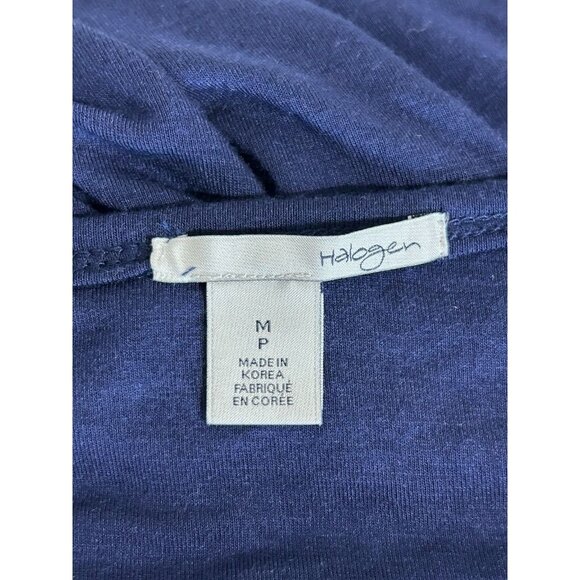 Halogen
M
P
MADE IN
KOREA
FABRIQUÉ
EN CORÉE